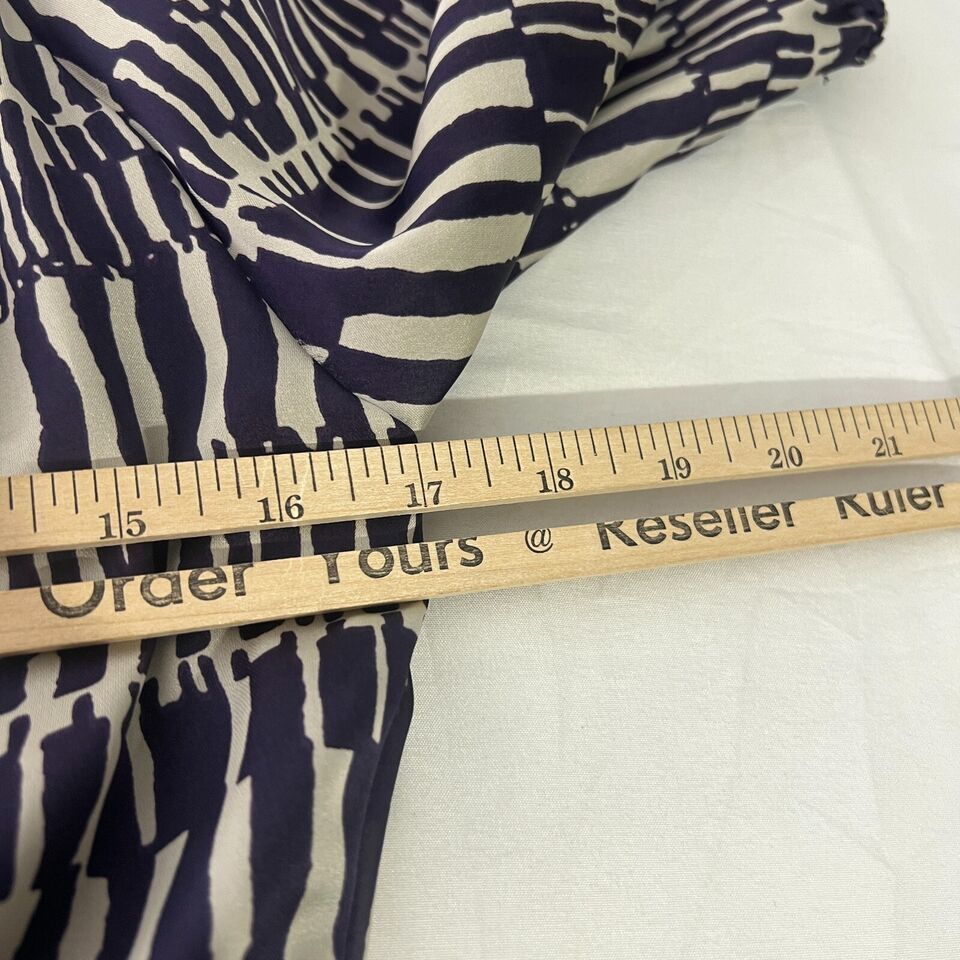 15 16 17 18 19 20 21
Order Yours @ Reseller Ruler